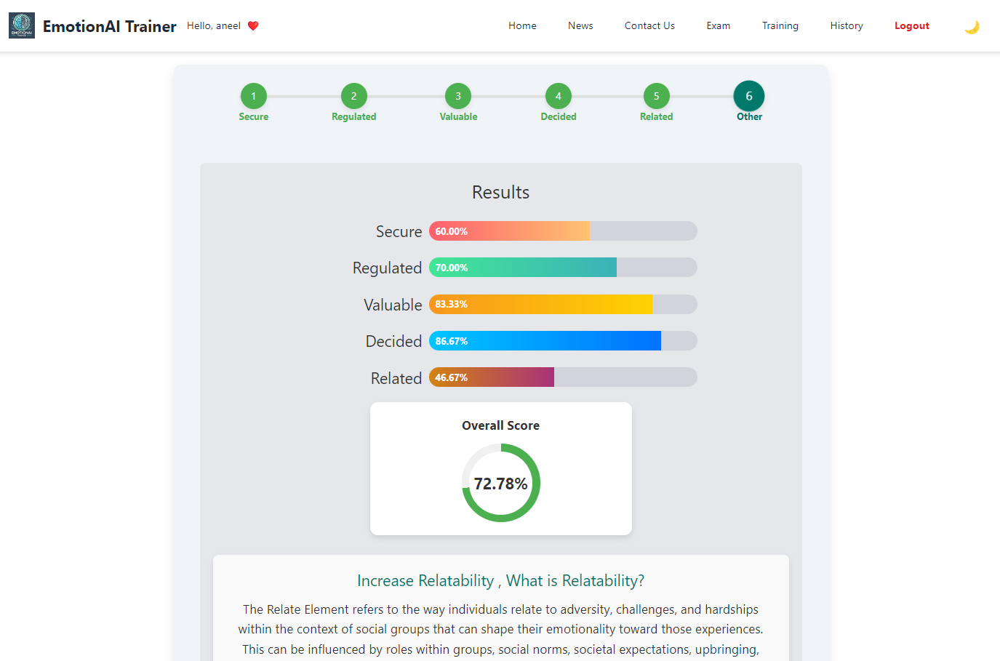 EMOTIONAI
EmotionAI Trainer
Hello, aneel
Home
News
Contact Us
Exam
Training
History
Logout
1
2
3
4
5
6
Secure
Regulated
Valuable
Decided
Related
Other
Results
Secure 60.00%
Regulated 70.00%
Valuable 83.33%
Decided 86.67%
Related 46.67%
Overall Score
72.78%
Increase Relatability , What is Relatability?
The Relate Element refers to the way individuals relate to adversity, challenges, and hardships
within the context of social groups that can shape their emotionality toward those experiences.
This can be influenced by roles within groups, social norms, societal expectations, upbringing,